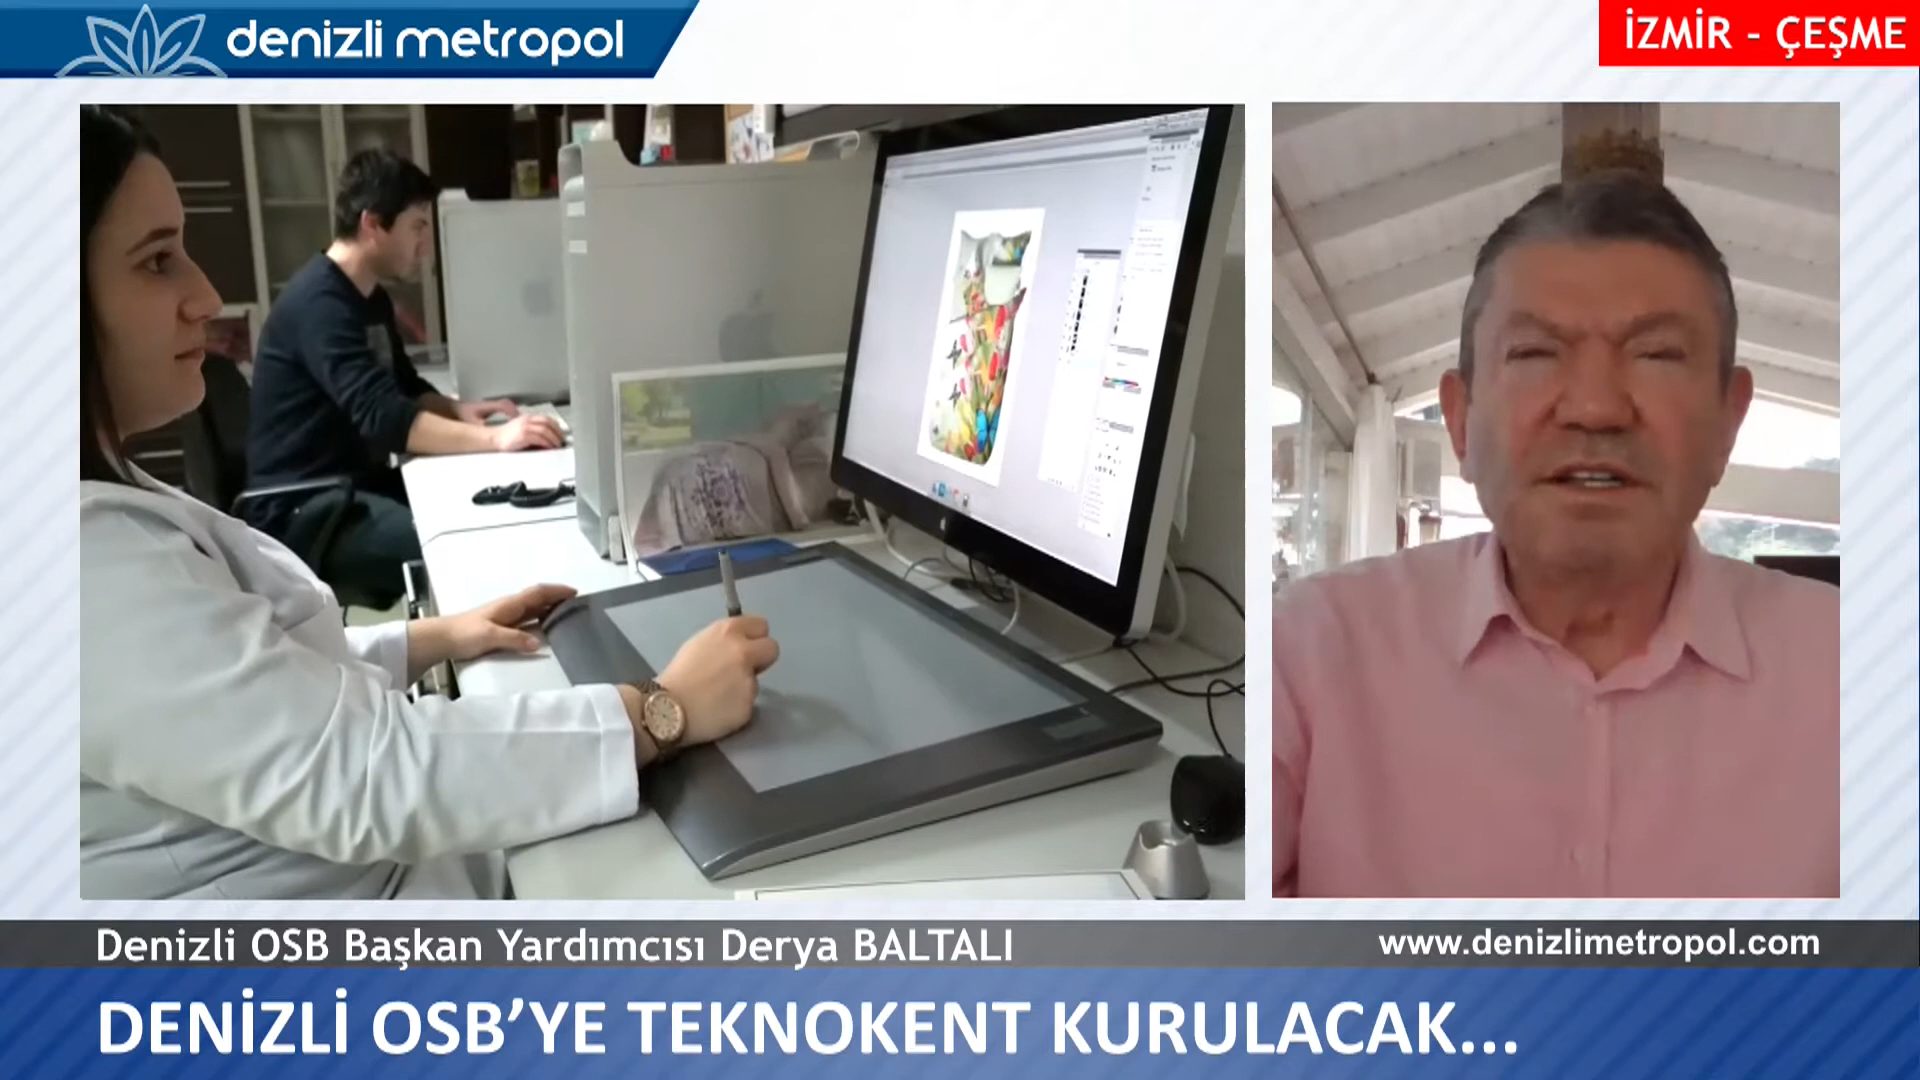 denizli metropol
İZMİR - ÇEŞME
Denizli OSB Başkan Yardımcısı Derya BALTALI
www.denizlimetropol.com
DENİZLİ OSB’YE TEKNOKENT KURULACAK...